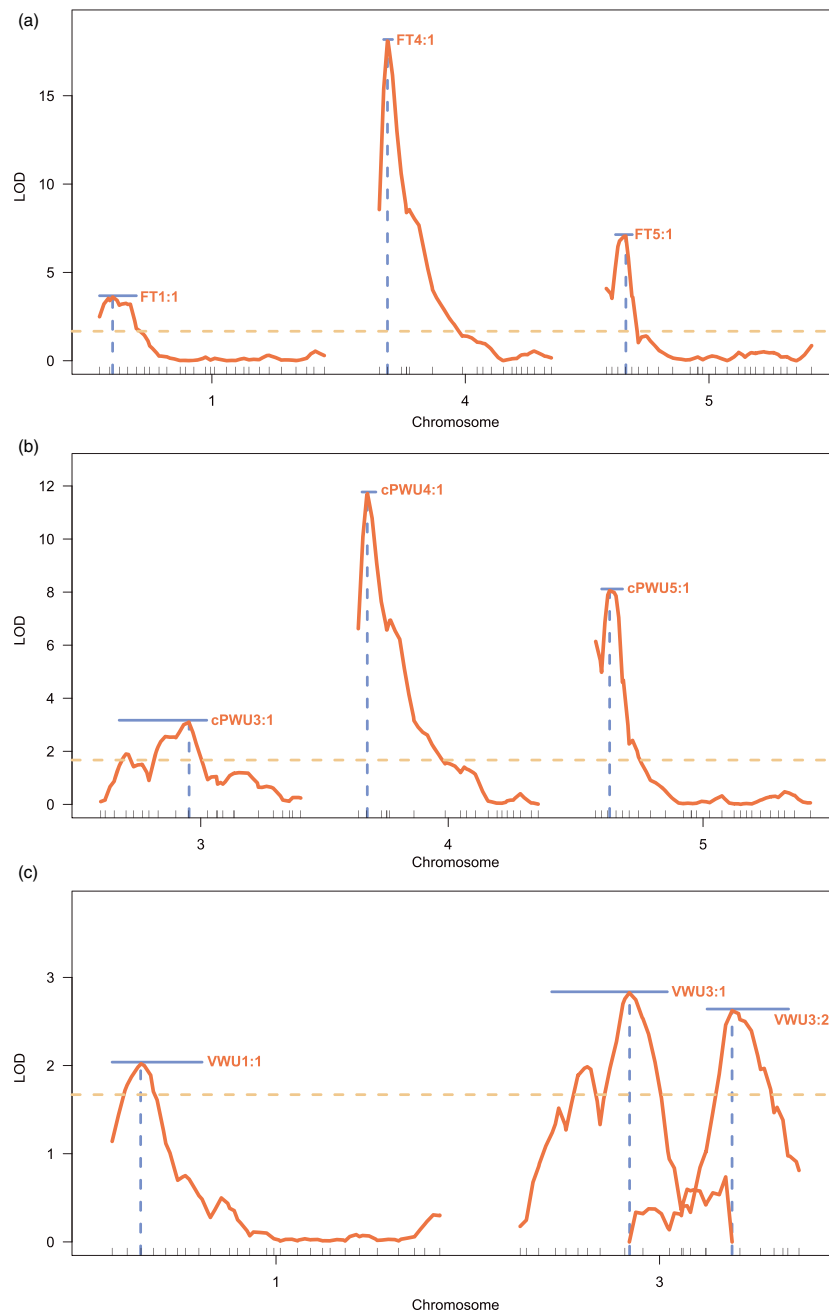 (a)
FT4:1
15
LOD
10
5
FT5:1
FT1:1
0
1 4 5
Chromosome
(b)
12
cPWU4:1
10
8
cPWU5:1
LOD
6
4
cPWU3:1
2
0
3 4 5
Chromosome
(c)
3
VWU3:1
VWU3:2
2
VWU1:1
LOD
1
0
1 3
Chromosome